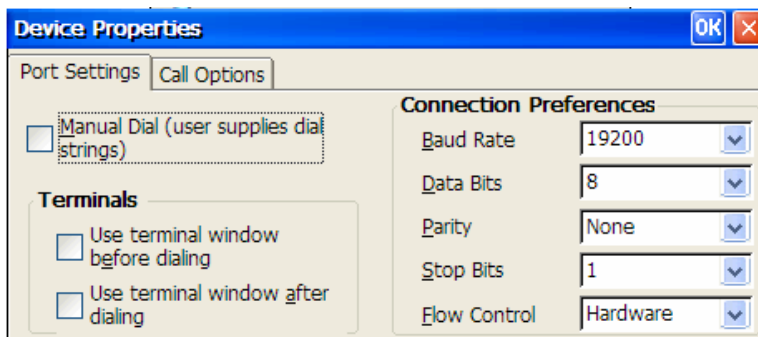 Device Properties
OK
Port Settings
Call Options
Manual Dial (user supplies dial
strings)
Terminals
Use terminal window
before dialing
Use terminal window after
dialing
Connection Preferences
Baud Rate 19200
Data Bits 8
Parity None
Stop Bits 1
Flow Control Hardware